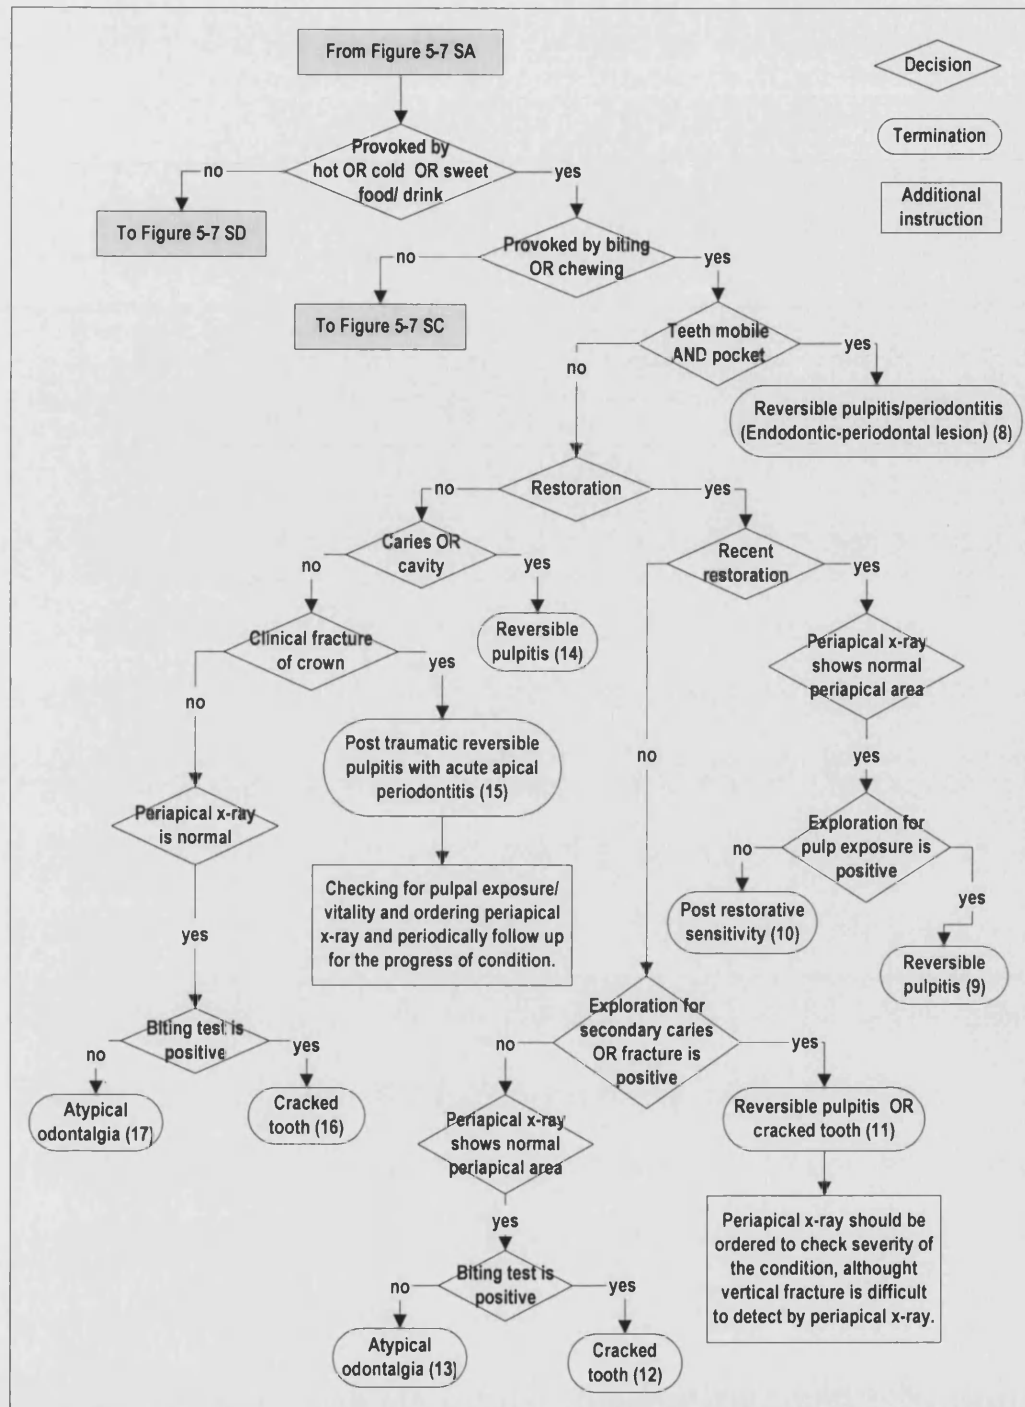 From Figure 5-7 SA
Decision
Termination
Additional
instruction
Provoked by
hot OR cold OR sweet
food/ drink
no
yes
To Figure 5-7 SD
Provoked by biting
OR chewing
no
yes
To Figure 5-7 SC
Teeth mobile
AND pocket
no
yes
Reversible pulpitis/periodontitis
(Endodontic-periodontal lesion) (8)
Restoration
no
yes
Caries OR
cavity
no
yes
Recent
restoration
yes
no
Reversible
pulpitis (14)
Clinical fracture
of crown
no
yes
Periapical x-ray
shows normal
periapical area
yes
Post traumatic reversible
pulpitis with acute apical
periodontitis (15)
Periapical x-ray
is normal
yes
Exploration for
pulp exposure is
positive
no
yes
Checking for pulpal exposure/
vitality and ordering periapical
x-ray and periodically follow up
for the progress of condition.
Post restorative
sensitivity (10)
Reversible
pulpitis (9)
Biting test is
positive
no
yes
Atypical
odontalgia (17)
Cracked
tooth (16)
Exploration for
secondary caries
OR fracture is
positive
no
yes
Periapical x-ray
shows normal
periapical area
yes
Reversible pulpitis OR
cracked tooth (11)
Periapical x-ray should be
ordered to check severity of
the condition, althought
vertical fracture is difficult
to detect by periapical x-ray.
Biting test is
positive
no
yes
Atypical
odontalgia (13)
Cracked
tooth (12)